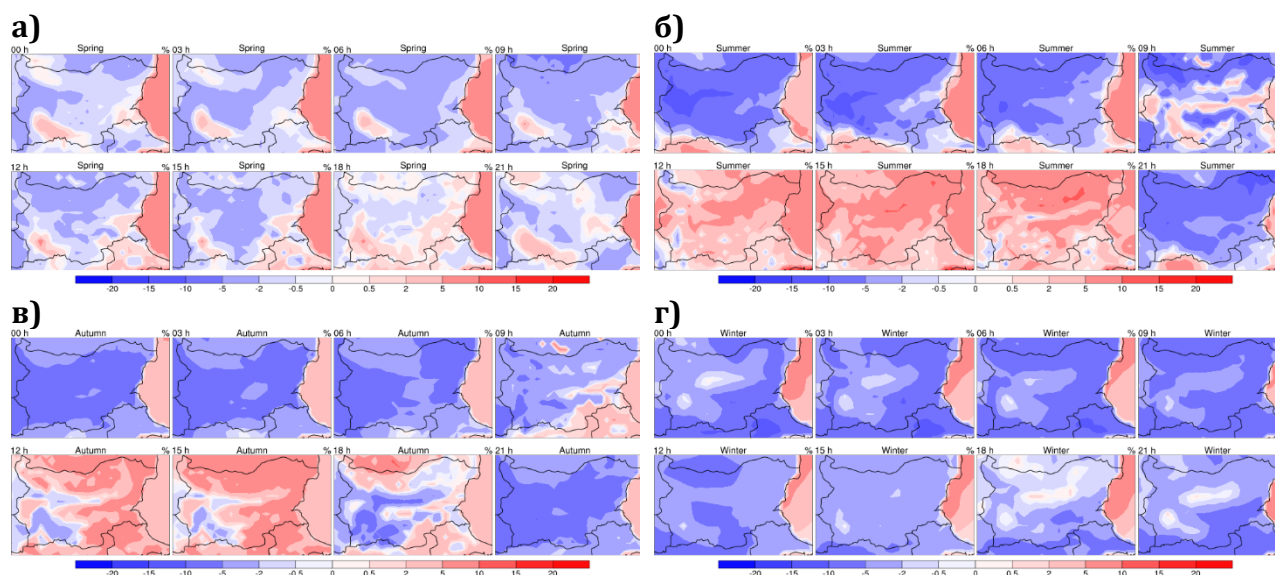 а)
00 h Spring % 03 h Spring % 06 h Spring % 09 h Spring %
12 h Spring % 15 h Spring % 18 h Spring % 21 h Spring %
-20 -15 -10 -5 -2 -0.5 0 0.5 2 5 10 15 20
б)
00 h Summer % 03 h Summer % 06 h Summer % 09 h Summer %
12 h Summer % 15 h Summer % 18 h Summer % 21 h Summer %
-20 -15 -10 -5 -2 -0.5 0 0.5 2 5 10 15 20
в)
00 h Autumn % 03 h Autumn % 06 h Autumn % 09 h Autumn %
12 h Autumn % 15 h Autumn % 18 h Autumn % 21 h Autumn %
-20 -15 -10 -5 -2 -0.5 0 0.5 2 5 10 15 20
г)
00 h Winter % 03 h Winter % 06 h Winter % 09 h Winter %
12 h Winter % 15 h Winter % 18 h Winter % 21 h Winter %
-20 -15 -10 -5 -2 -0.5 0 0.5 2 5 10 15 20